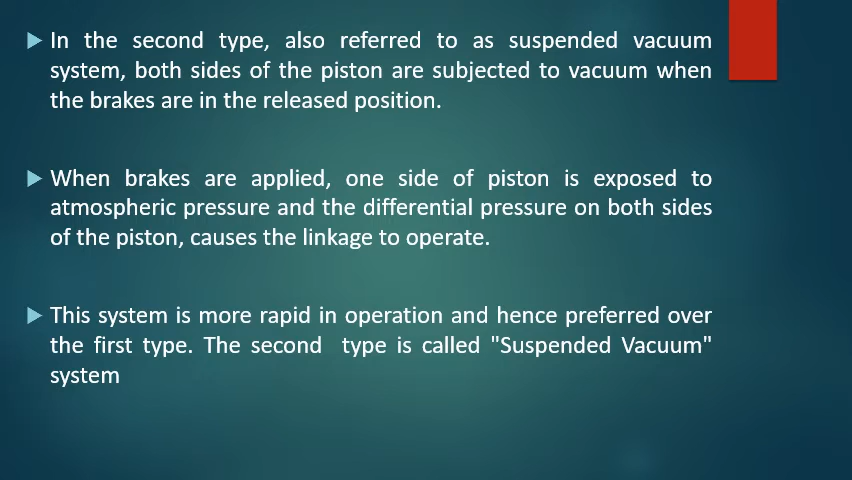 In the second type, also referred to as suspended vacuum
system, both sides of the piston are subjected to vacuum when
the brakes are in the released position.
When brakes are applied, one side of piston is exposed to
atmospheric pressure and the differential pressure on both sides
of the piston, causes the linkage to operate.
This system is more rapid in operation and hence preferred over
the first type. The second  type is called "Suspended Vacuum"
system